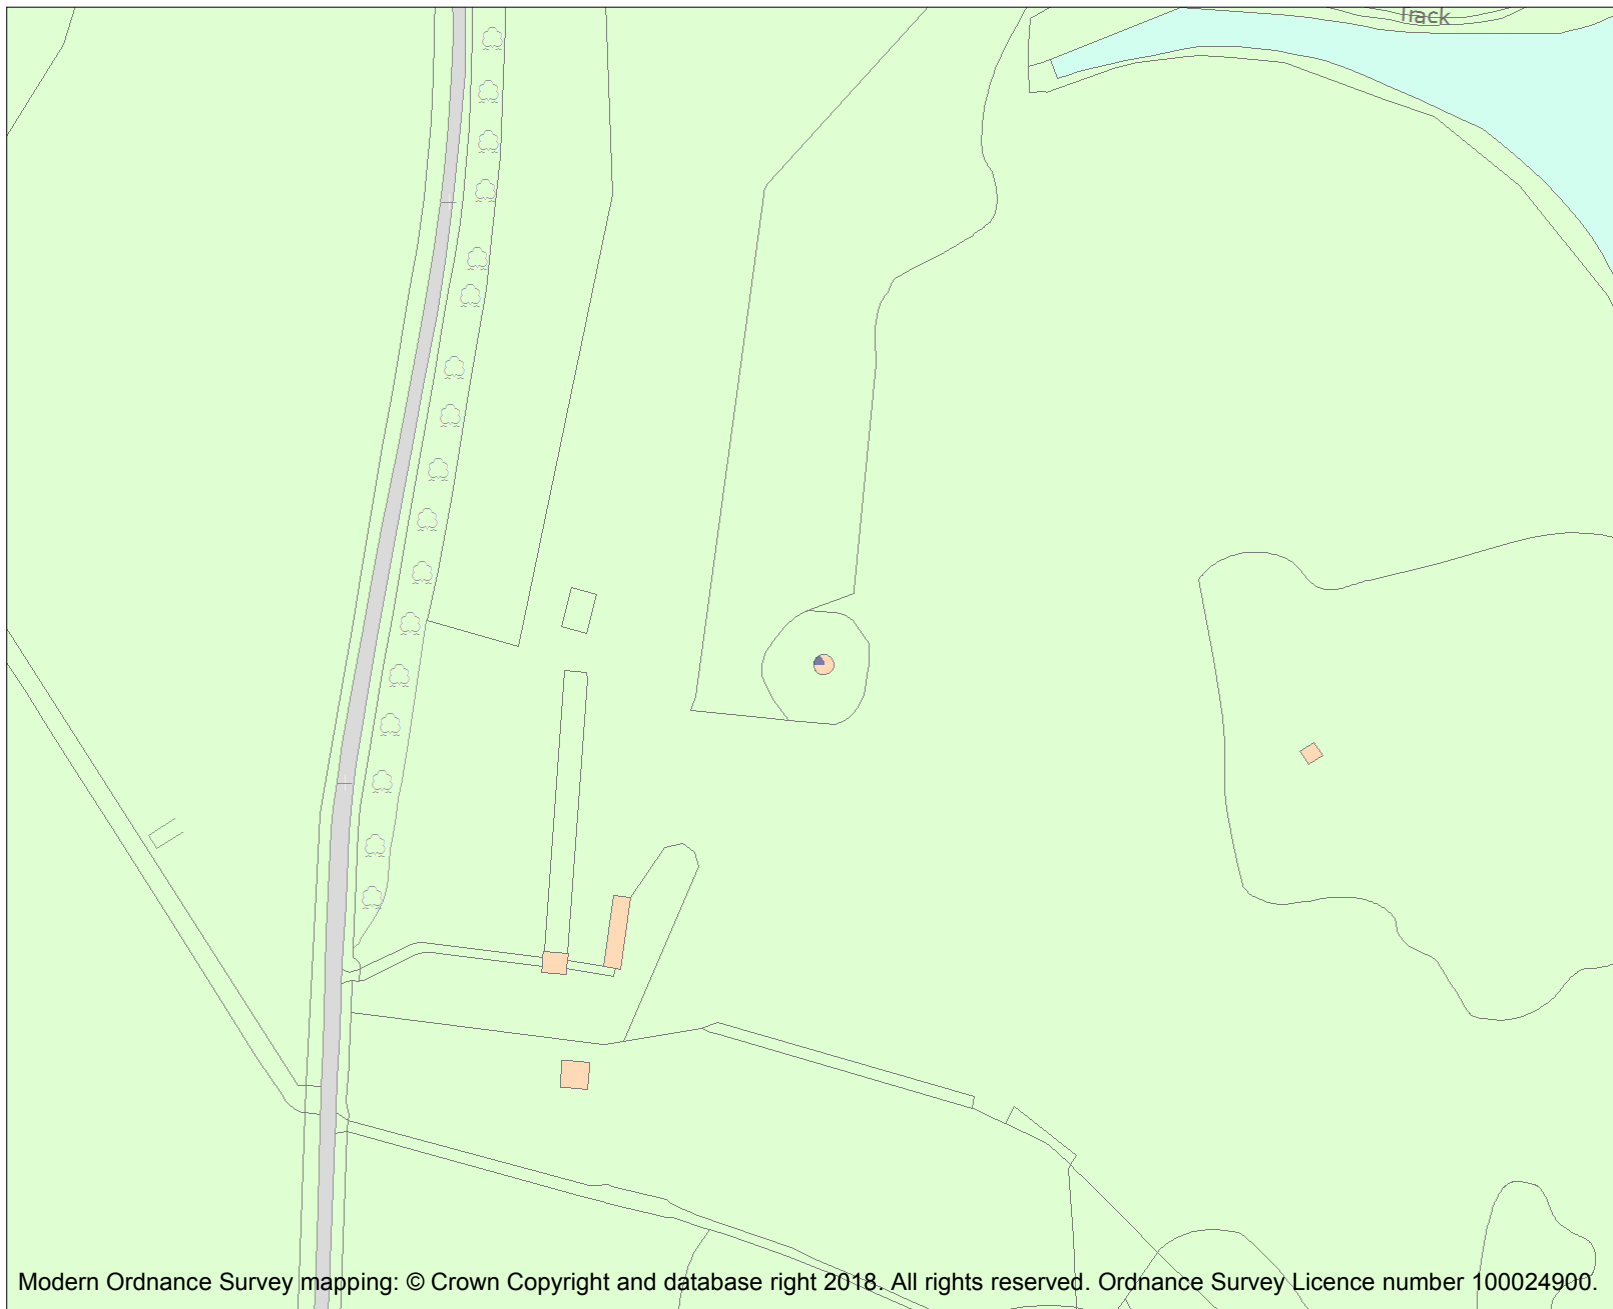 Track
Modern Ordnance Survey mapping: © Crown Copyright and database right 2018. All rights reserved. Ordnance Survey Licence number 100024900.